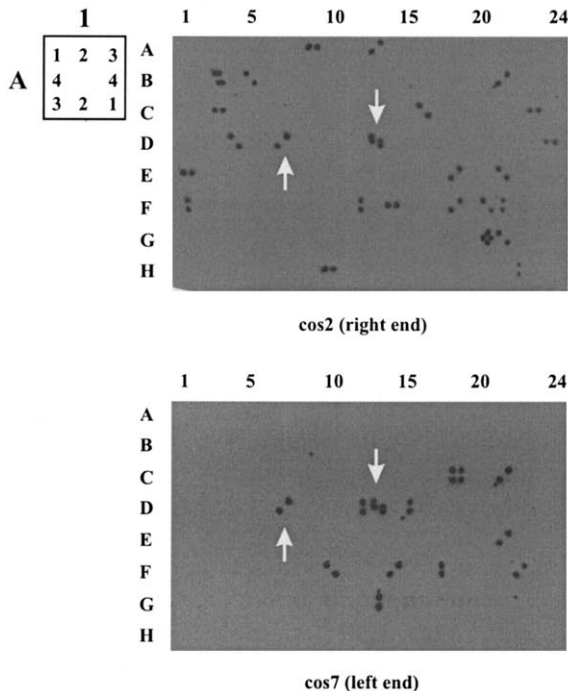 1
A
1 2 3
4 4
3 2 1
1 5 10 15 20 24
A
B
C
D
E
F
G
H
cos2 (right end)
1 5 10 15 20 24
A
B
C
D
E
F
G
H
cos7 (left end)